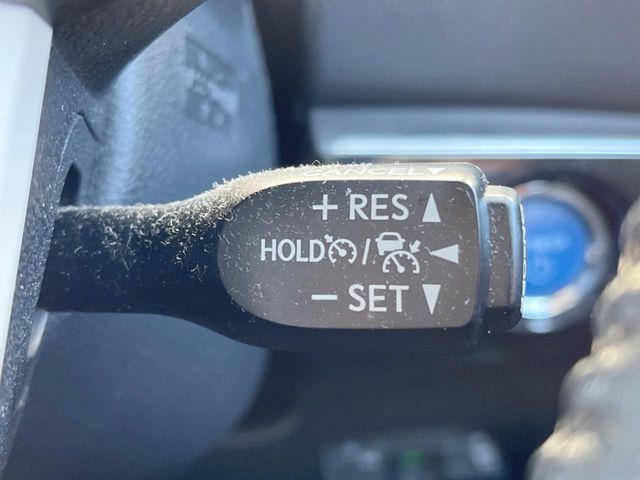 CANCEL▼
+ RES ▲
HOLD / ◀
− SET ▼